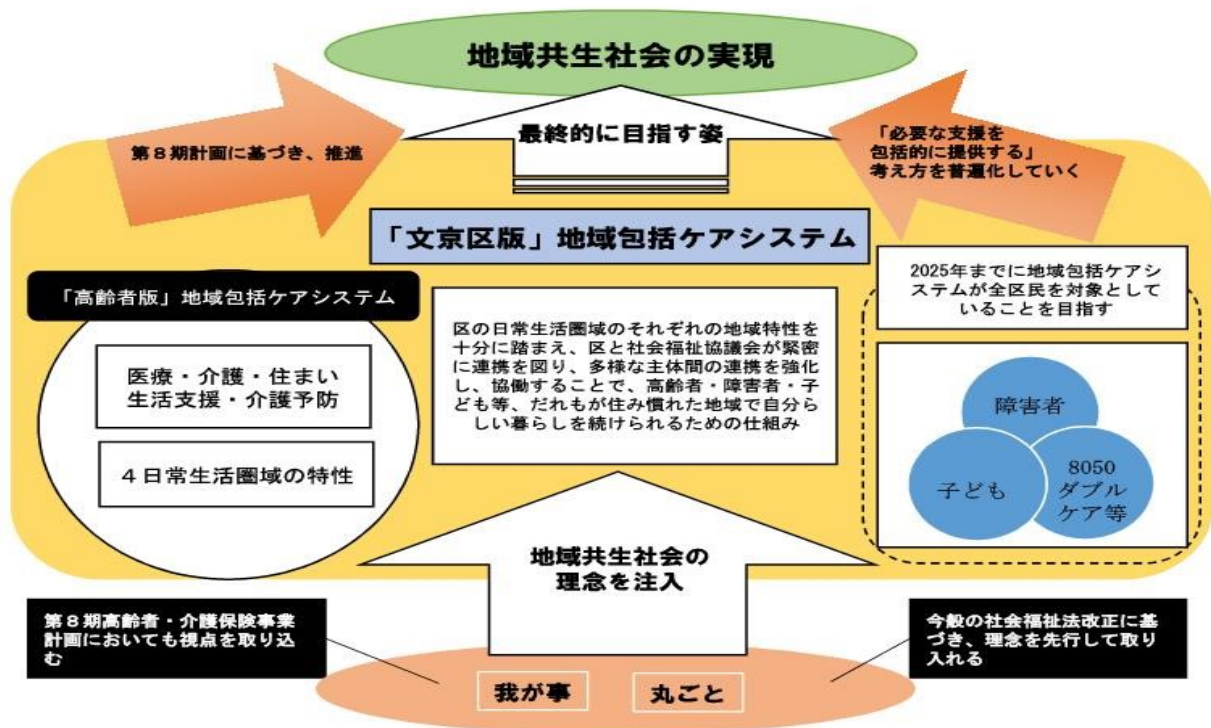 地域共生社会の実現
最終的に目指す姿
第8期計画に基づき、推進
「必要な支援を
包括的に提供する」
考え方を普遍化していく
「文京区版」地域包括ケアシステム
「高齢者版」地域包括ケアシステム
医療・介護・住まい
生活支援・介護予防
4日常生活圏域の特性
区の日常生活圏域のそれぞれの地域特性を
十分に踏まえ、区と社会福祉協議会が緊密
に連携を図り、多様な主体間の連携を強化
し、協働することで、高齢者・障害者・子
ども等、だれもが住み慣れた地域で自分ら
しい暮らしを続けられるための仕組み
2025年までに地域包括ケアシ
ステムが全区民を対象として
いることを目指す
障害者
子ども
8050
ダブル
ケア等
地域共生社会の
理念を注入
第8期高齢者・介護保険事業
計画においても視点を取り込
む
今般の社会福祉法改正に基
づき、理念を先行して取り
入れる
我が事
丸ごと